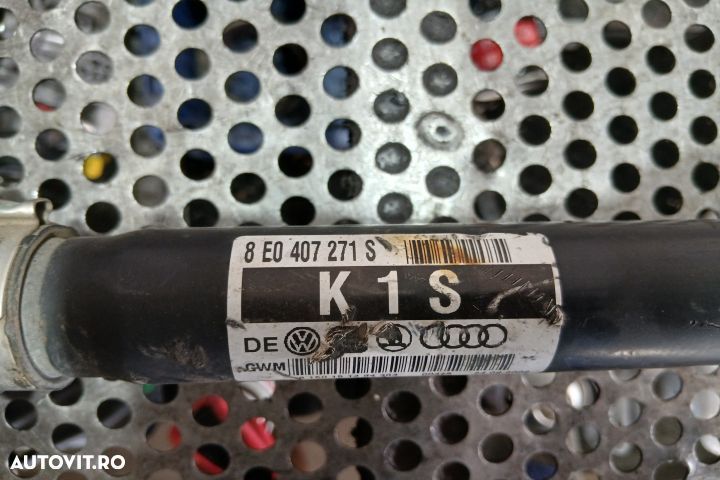 8 E0 407 271 S
K 1 S
DE
GWM
AUTOVIT.RO